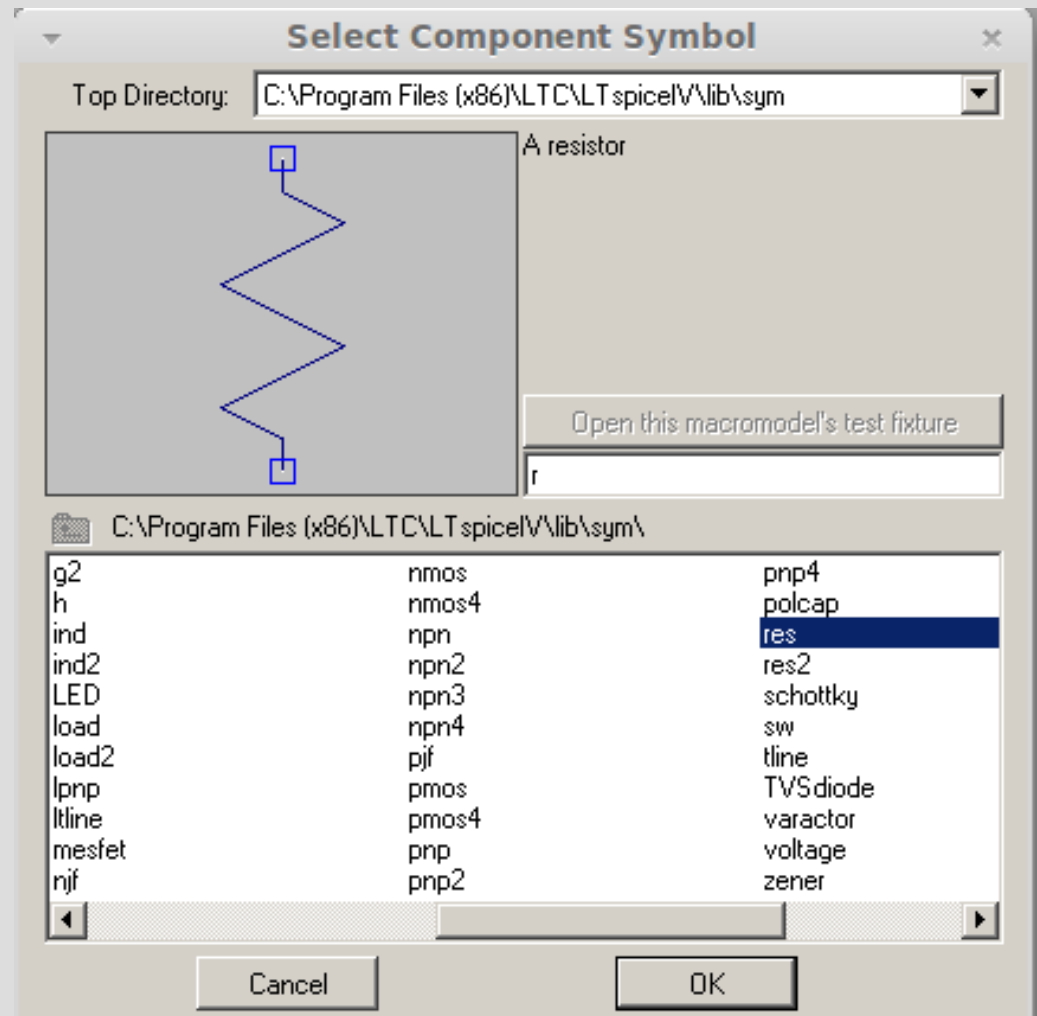 Select Component Symbol
Top Directory: C:\Program Files (x86)\LTC\LTspiceIV\lib\sym
A resistor
Open this macromodel's test fixture
r
C:\Program Files (x86)\LTC\LTspiceIV\lib\sym\
g2 nmos pnp4
h nmos4 polcap
ind npn res
ind2 npn2 res2
LED npn3 schottky
load npn4 sw
load2 pjf tline
lpnp pmos TVSdiode
ltline pmos4 varactor
mesfet pnp voltage
njf pnp2 zener
Cancel OK